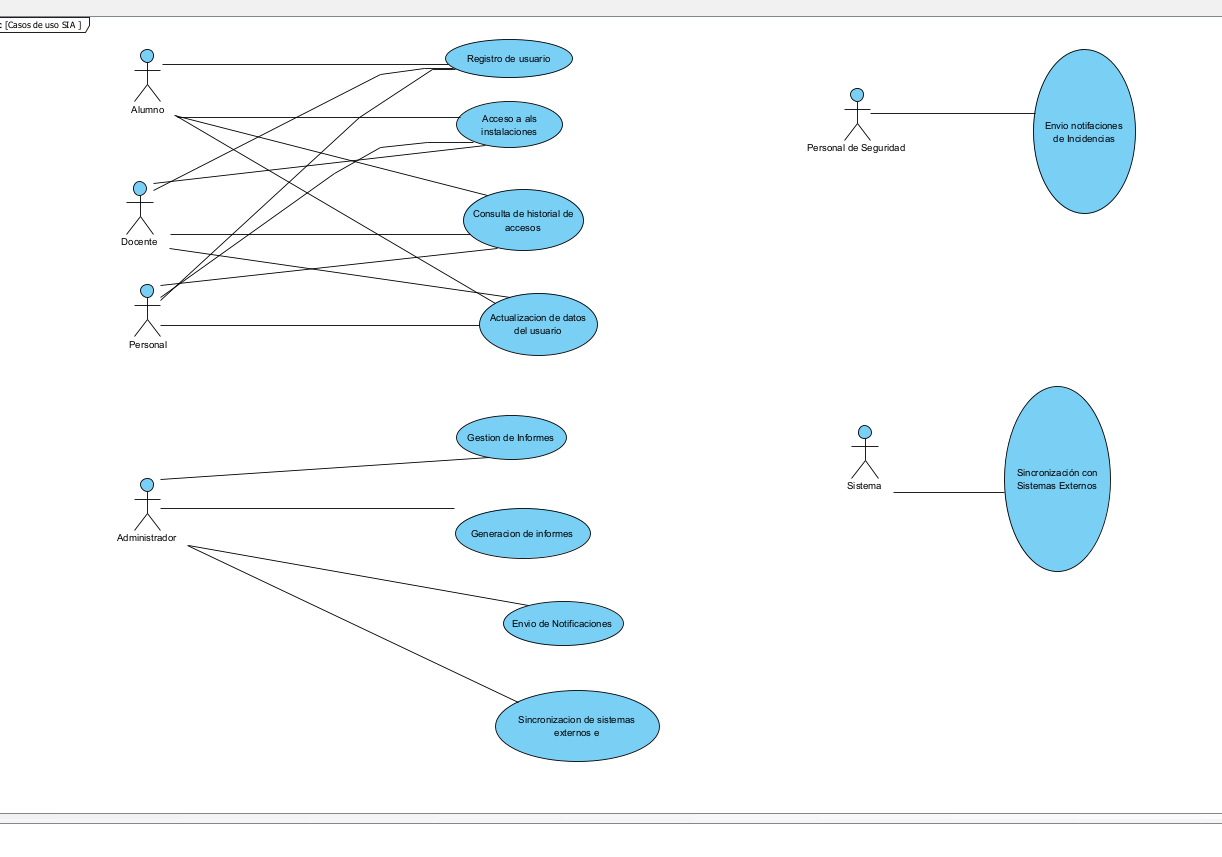 : [Casos de uso SIA ]
Alumno
Registro de usuario
Acceso a als
instalaciones
Docente
Consulta de historial de
accesos
Personal
Actualizacion de datos
del usuario
Personal de Seguridad
Envio notifaciones
de Incidencias
Administrador
Gestion de Informes
Generacion de informes
Envio de Notificaciones
Sincronizacion de sistemas
externos e
Sistema
Sincronización con
Sistemas Externos